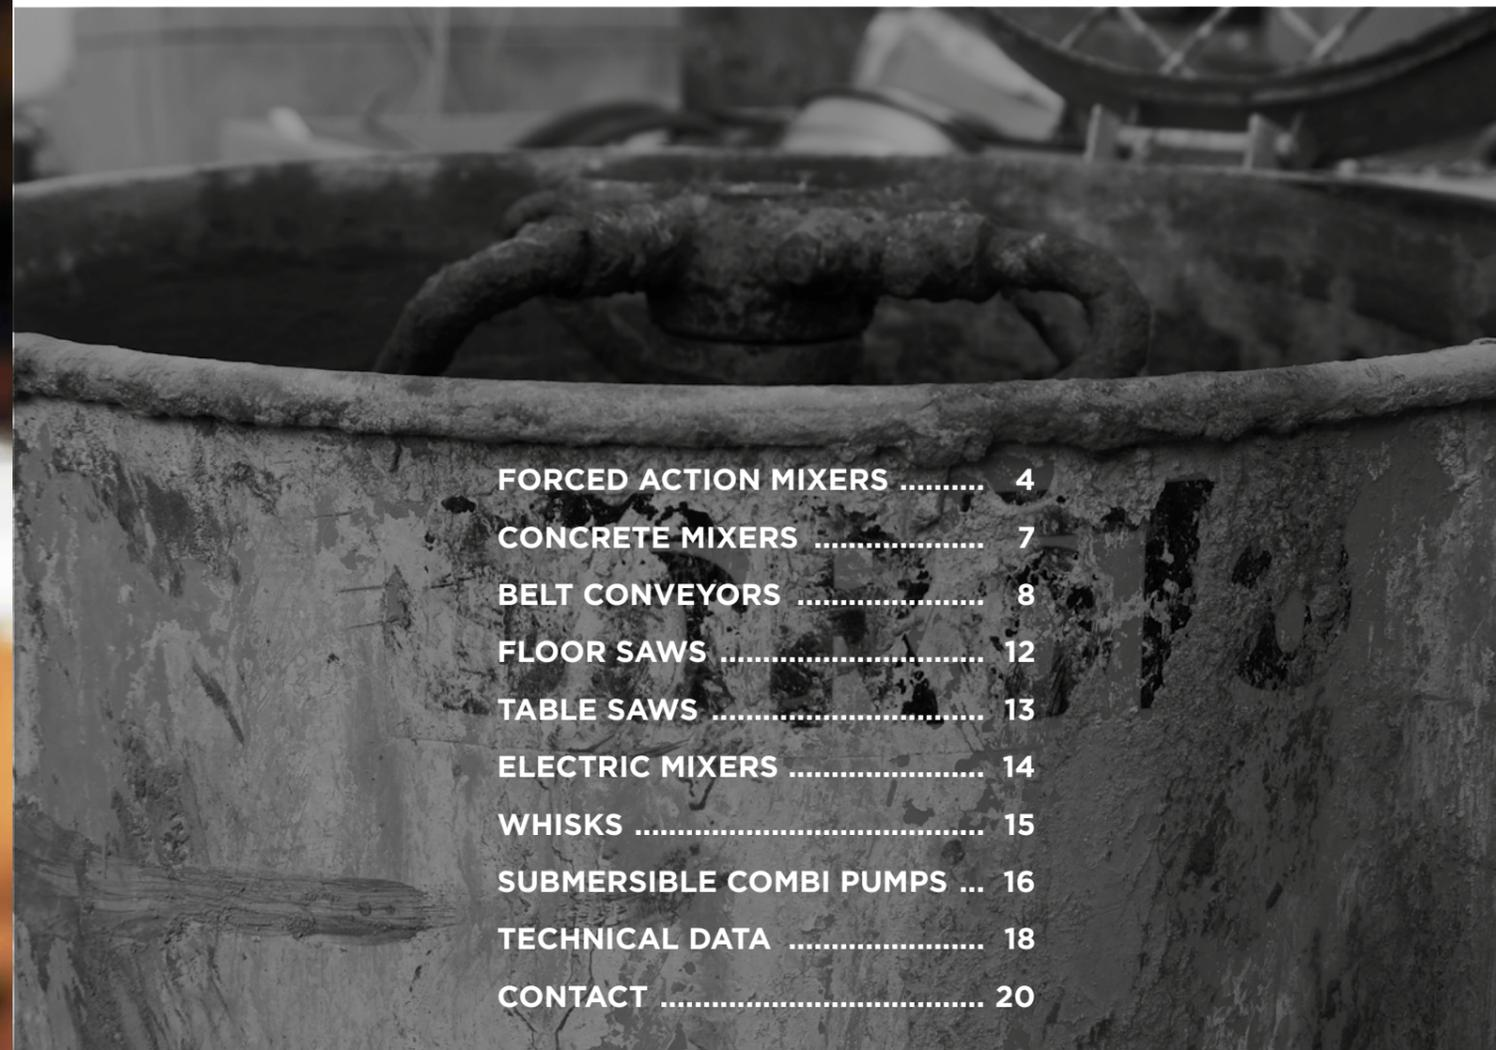 FORCED ACTION MIXERS .......... 4
CONCRETE MIXERS .................... 7
BELT CONVEYORS ...................... 8
FLOOR SAWS ............................... 12
TABLE SAWS ................................ 13
ELECTRIC MIXERS ....................... 14
WHISKS ......................................... 15
SUBMERSIBLE COMBI PUMPS ... 16
TECHNICAL DATA ....................... 18
CONTACT ...................................... 20